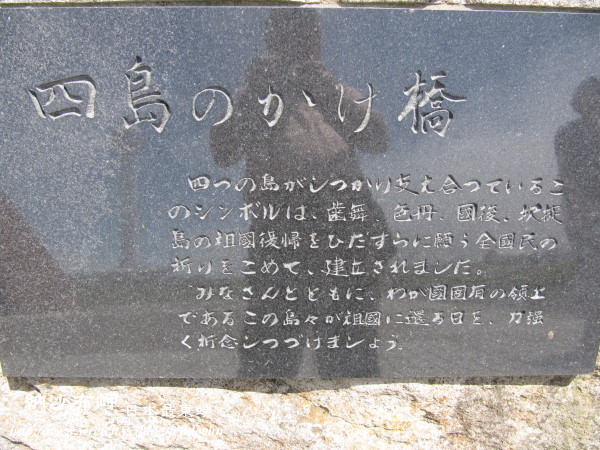 四島のかけ橋
四つの島がしつかり支え合つているこ
のシンボルは、歯舞、色丹、國後、択捉
島の祖國復帰をひたすらに願う全國民の
祈りをこめて、建立されました。
みなさんとともに、わが國固有の領土
であるこの島々が祖國に還る日を、力强
く祈念しつづけましょう。